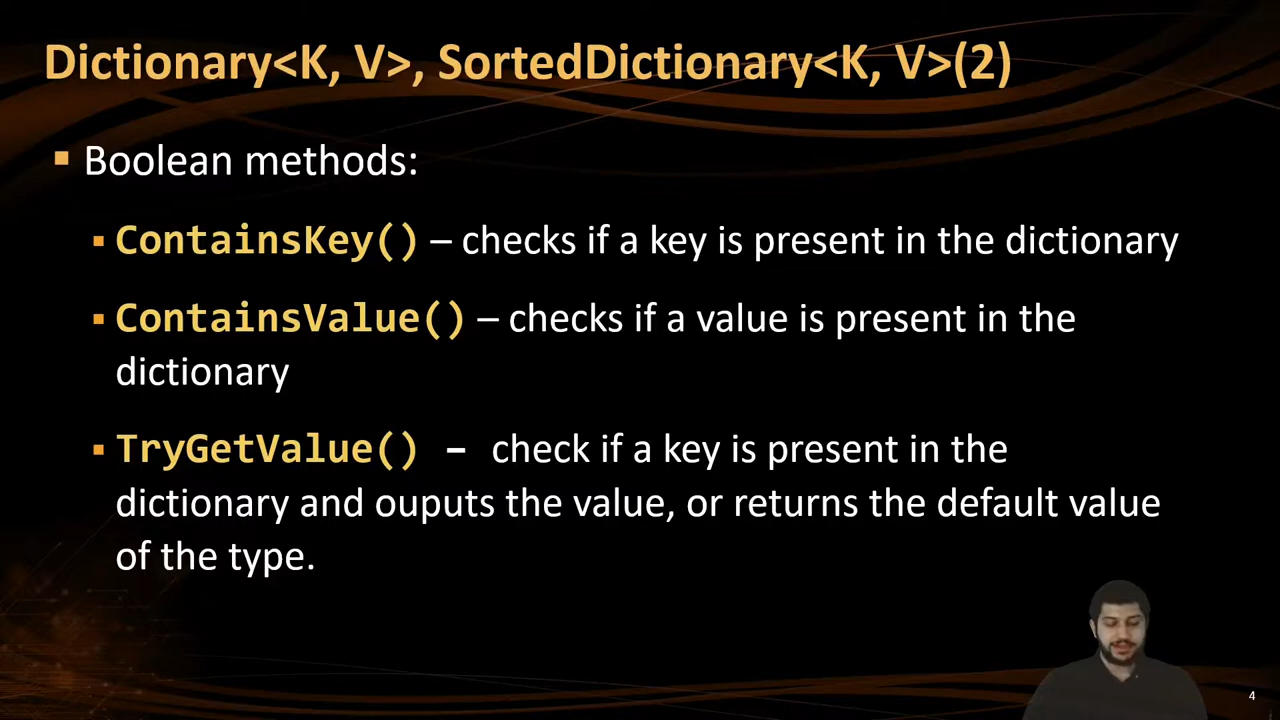 Dictionary<K, V>, SortedDictionary<K, V>(2)
▪ Boolean methods:
▪ ContainsKey() – checks if a key is present in the dictionary
▪ ContainsValue() – checks if a value is present in the
dictionary
▪ TryGetValue() – check if a key is present in the
dictionary and ouputs the value, or returns the default value
of the type.
4